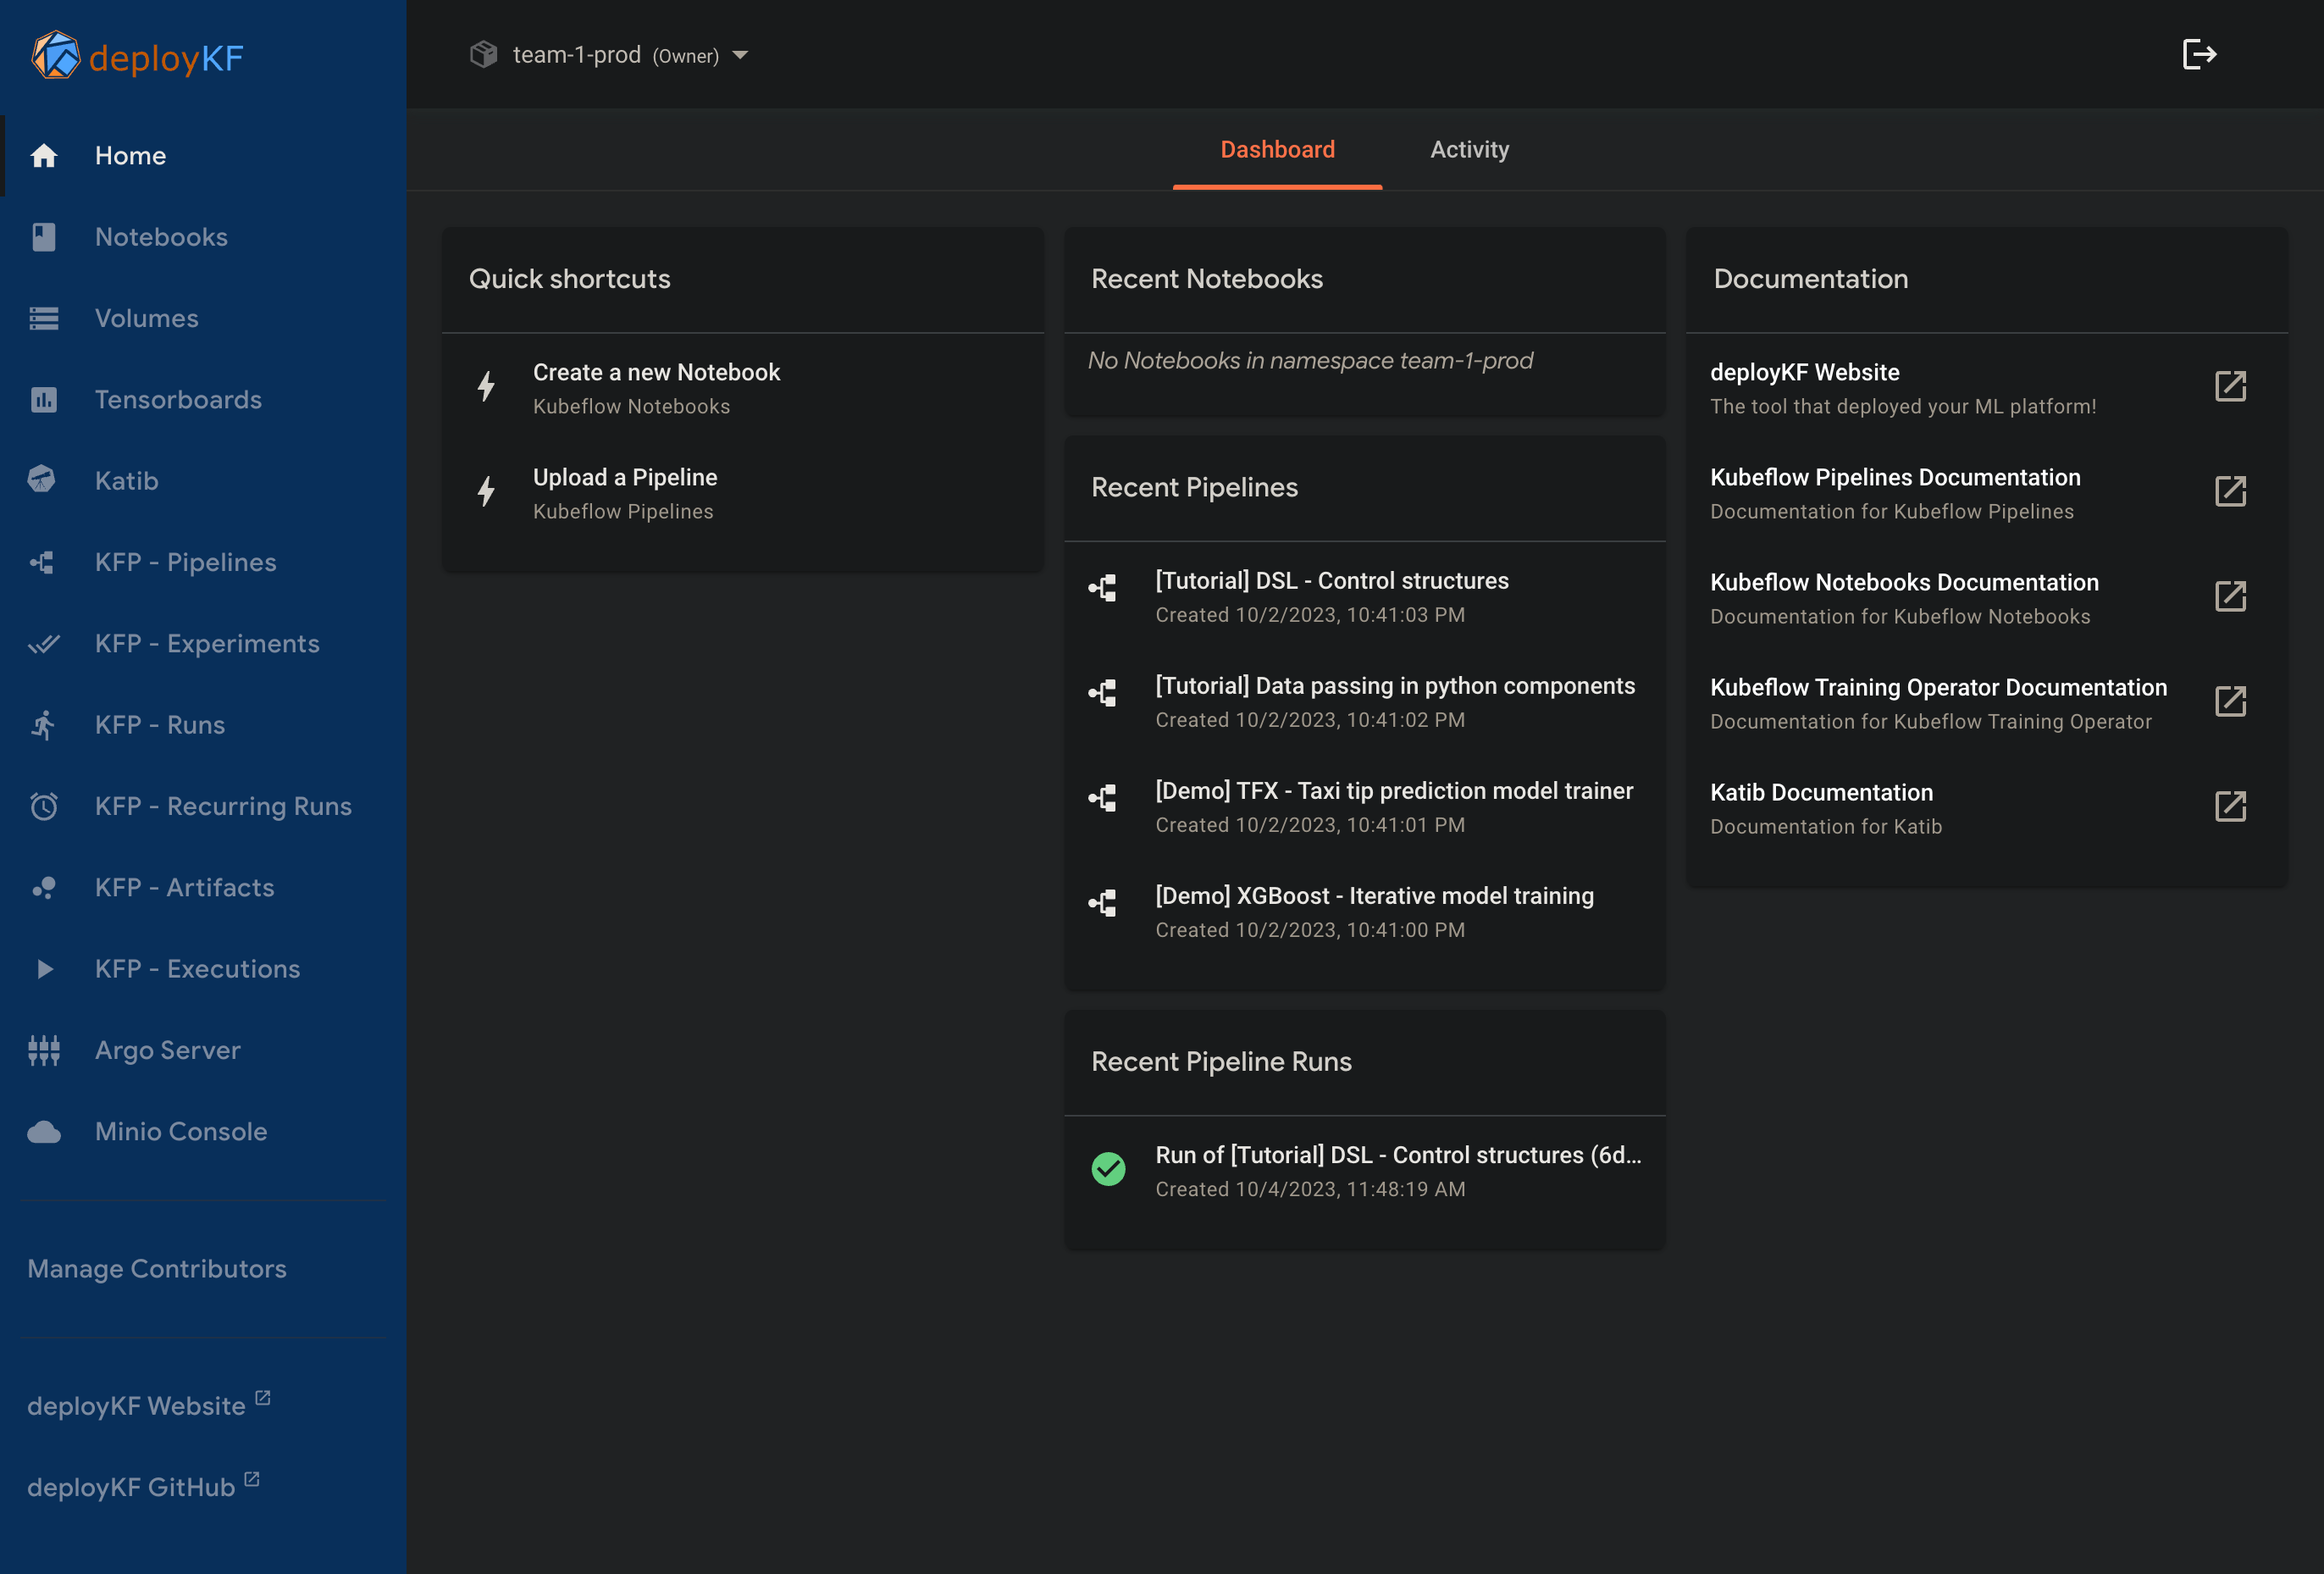 deployKF
Home
Notebooks
Volumes
Tensorboards
Katib
KFP - Pipelines
KFP - Experiments
KFP - Runs
KFP - Recurring Runs
KFP - Artifacts
KFP - Executions
Argo Server
Minio Console
Manage Contributors
deployKF Website
deployKF GitHub
team-1-prod (Owner)
Dashboard
Activity
Quick shortcuts
Create a new Notebook
Kubeflow Notebooks
Upload a Pipeline
Kubeflow Pipelines
Recent Notebooks
No Notebooks in namespace team-1-prod
Recent Pipelines
[Tutorial] DSL - Control structures
Created 10/2/2023, 10:41:03 PM
[Tutorial] Data passing in python components
Created 10/2/2023, 10:41:02 PM
[Demo] TFX - Taxi tip prediction model trainer
Created 10/2/2023, 10:41:01 PM
[Demo] XGBoost - Iterative model training
Created 10/2/2023, 10:41:00 PM
Recent Pipeline Runs
Run of [Tutorial] DSL - Control structures (6d...
Created 10/4/2023, 11:48:19 AM
Documentation
deployKF Website
The tool that deployed your ML platform!
Kubeflow Pipelines Documentation
Documentation for Kubeflow Pipelines
Kubeflow Notebooks Documentation
Documentation for Kubeflow Notebooks
Kubeflow Training Operator Documentation
Documentation for Kubeflow Training Operator
Katib Documentation
Documentation for Katib